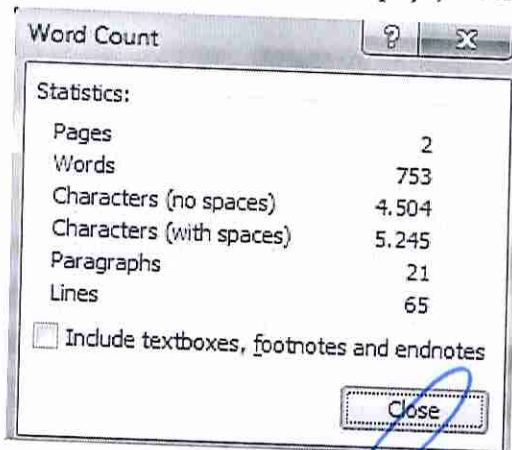 Word Count
Statistics:
Pages 2
Words 753
Characters (no spaces) 4.504
Characters (with spaces) 5.245
Paragraphs 21
Lines 65
Include textboxes, footnotes and endnotes
Close